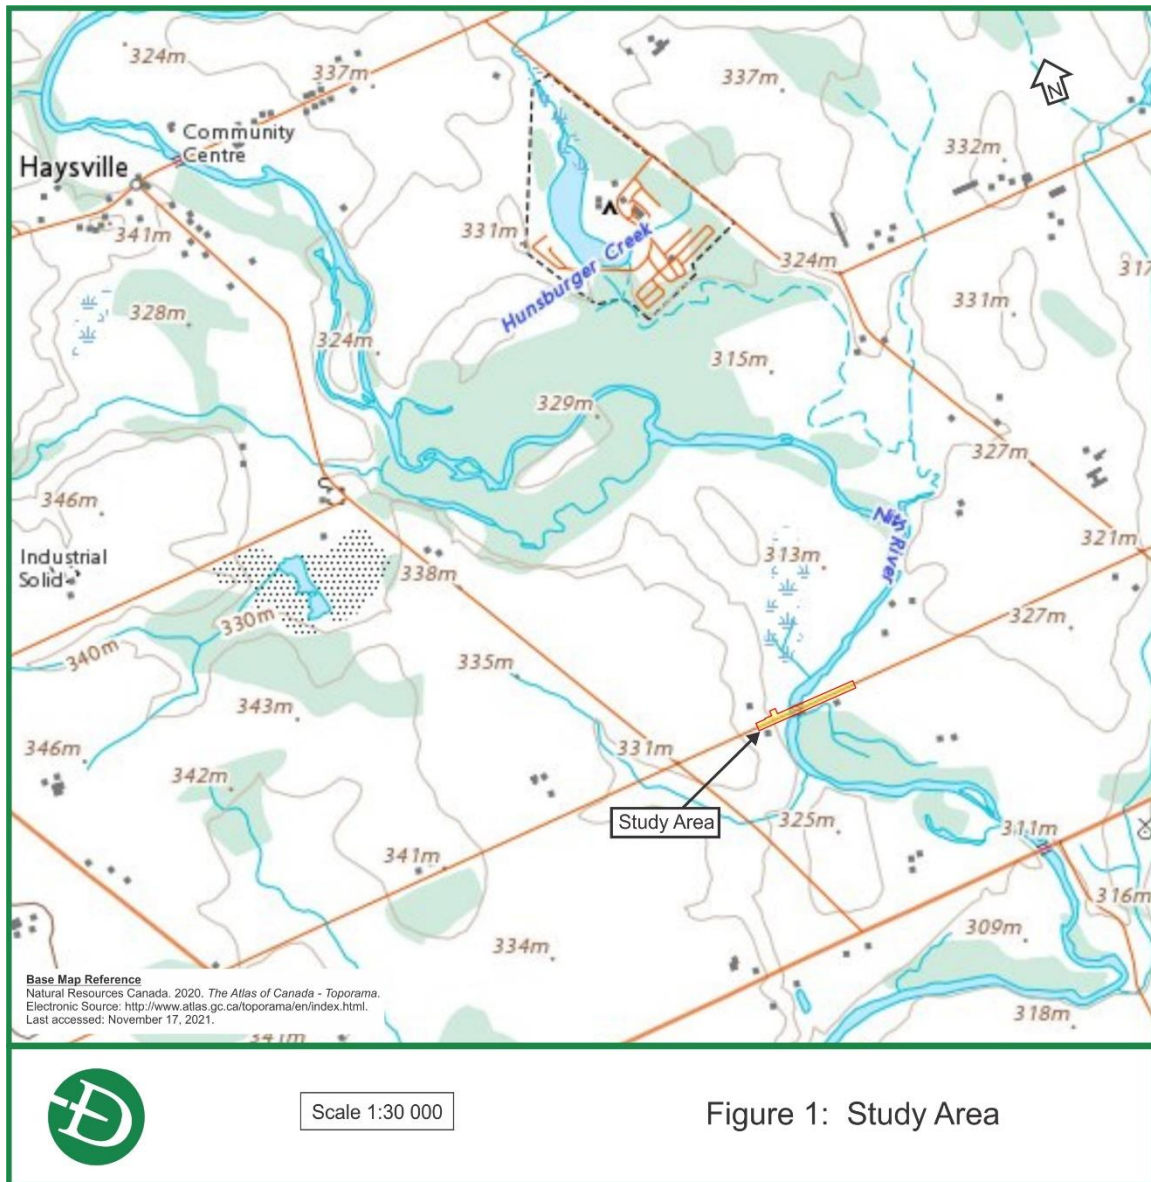 324m
337m
337m
N
Community
Centre
Haysville
332m
341m
331m
Hunsburger Creek
324m
317
331m
328m
324m
315m
329m
327m
346m
Nith River
321m
Industrial
Solid
313m
338m
330m
327m
340m
335m
343m
346m
331m
342m
Study Area
325m
311m
341m
316m
334m
309m
318m
341m
Base Map Reference
Natural Resources Canada. 2020. The Atlas of Canada - Toporama.
Electronic Source: http://www.atlas.gc.ca/toporama/en/index.html.
Last accessed: November 17, 2021.
D
Scale 1:30 000
Figure 1: Study Area